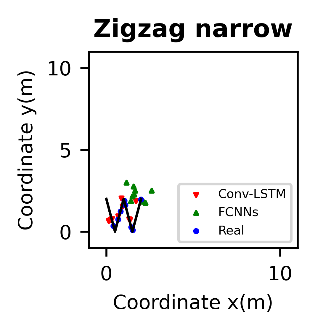 Zigzag narrow
Coordinate y(m)
10
5
0
Conv-LSTM
FCNNs
Real
0
10
Coordinate x(m)